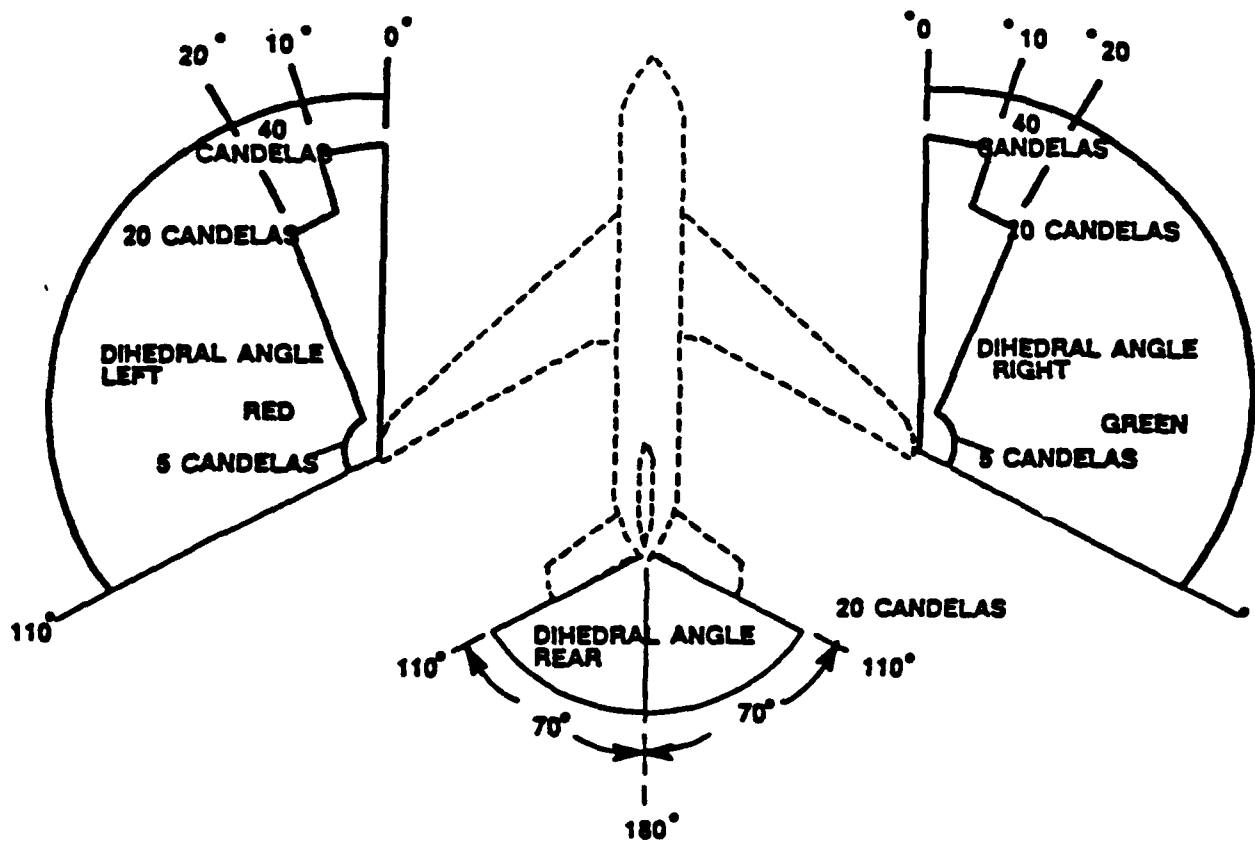 20° 10° 0° °0 °10 °20
40 CANDELAS
40 CANDELAS
20 CANDELAS
20 CANDELAS
DIHEDRAL ANGLE
LEFT
DIHEDRAL ANGLE
RIGHT
RED
GREEN
5 CANDELAS
5 CANDELAS
110°
20 CANDELAS
DIHEDRAL ANGLE
REAR
110°
110°
70°
70°
180°